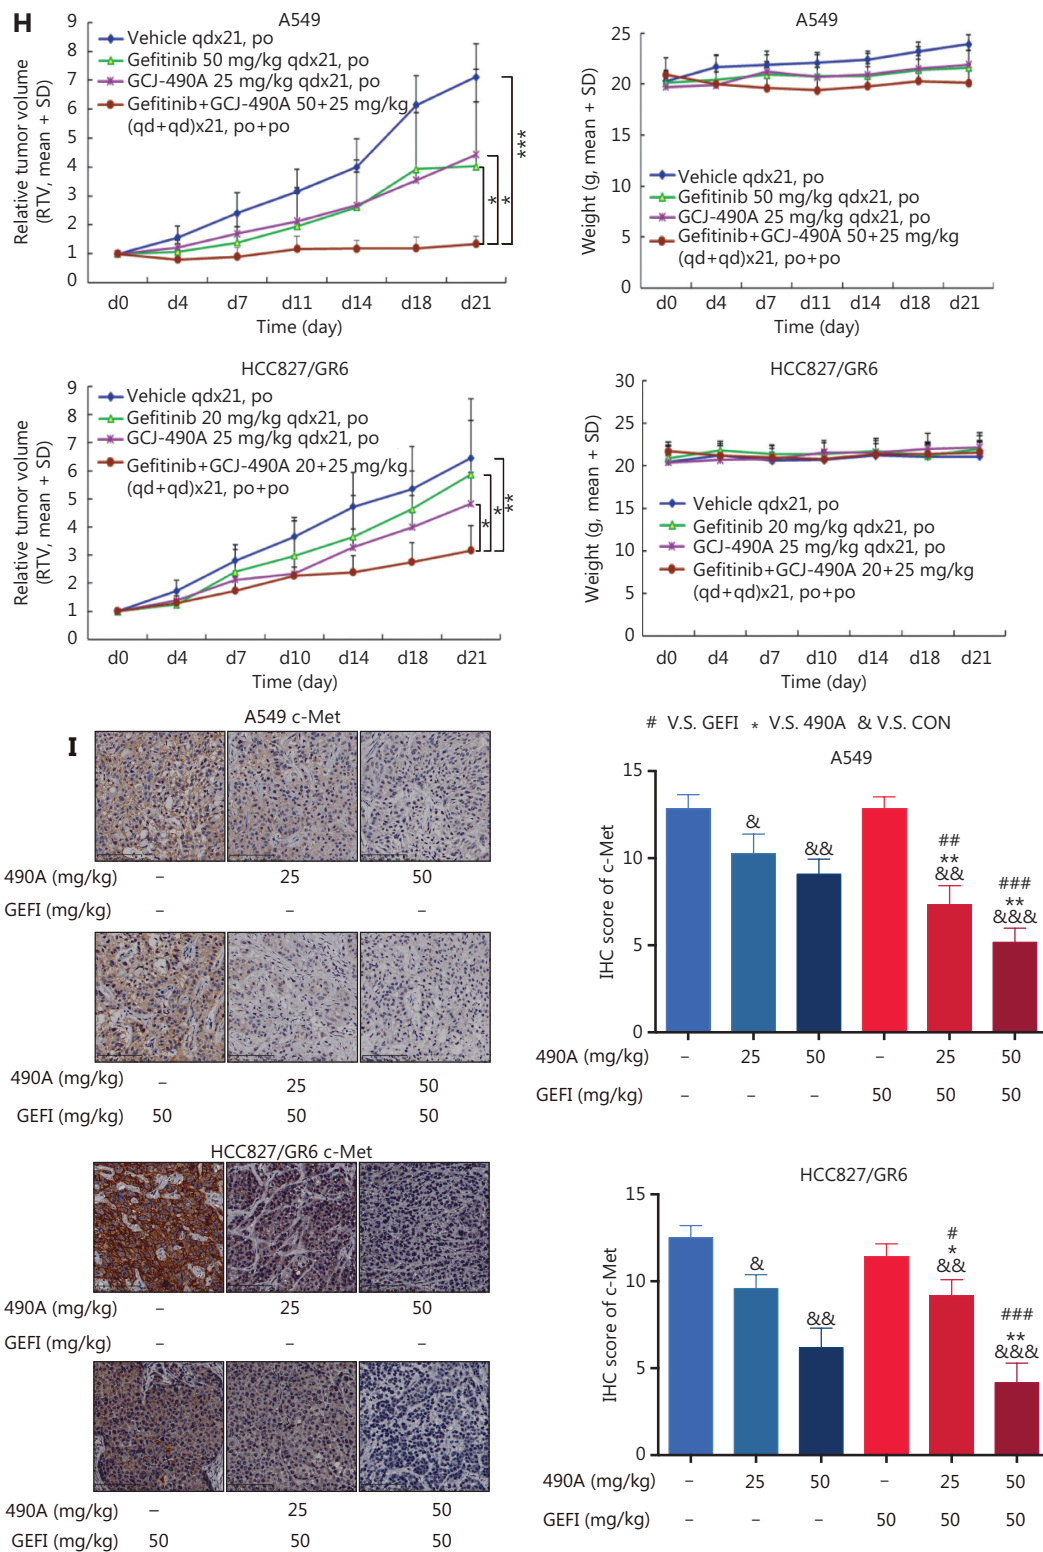 H
A549
Relative tumor volume
(RTV, mean + SD)
9
8
7
6
5
4
3
2
1
0
Vehicle qdx21, po
Gefitinib 50 mg/kg qdx21, po
GCJ-490A 25 mg/kg qdx21, po
Gefitinib+GCJ-490A 50+25 mg/kg
(qd+qd)x21, po+po
* * ***
d0 d4 d7 d11 d14 d18 d21
Time (day)
A549
Weight (g, mean + SD)
25
20
15
10
5
0
Vehicle qdx21, po
Gefitinib 50 mg/kg qdx21, po
GCJ-490A 25 mg/kg qdx21, po
Gefitinib+GCJ-490A 50+25 mg/kg
(qd+qd)x21, po+po
d0 d4 d7 d11 d14 d18 d21
Time (day)
HCC827/GR6
Relative tumor volume
(RTV, mean + SD)
9
8
7
6
5
4
3
2
1
0
Vehicle qdx21, po
Gefitinib 20 mg/kg qdx21, po
GCJ-490A 25 mg/kg qdx21, po
Gefitinib+GCJ-490A 20+25 mg/kg
(qd+qd)x21, po+po
* * **
d0 d4 d7 d10 d14 d18 d21
Time (day)
HCC827/GR6
Weight (g, mean + SD)
30
25
20
15
10
5
0
Vehicle qdx21, po
Gefitinib 20 mg/kg qdx21, po
GCJ-490A 25 mg/kg qdx21, po
Gefitinib+GCJ-490A 20+25 mg/kg
(qd+qd)x21, po+po
d0 d4 d7 d10 d14 d18 d21
Time (day)
I
A549 c-Met
490A (mg/kg) – 25 50
GEFI (mg/kg) – – –
490A (mg/kg) – 25 50
GEFI (mg/kg) 50 50 50
HCC827/GR6 c-Met
490A (mg/kg) – 25 50
GEFI (mg/kg) – – –
490A (mg/kg) – 25 50
GEFI (mg/kg) 50 50 50
# V.S. GEFI * V.S. 490A & V.S. CON
A549
IHC score of c-Met
15
10
5
0
&
&&
##
**
&&
###
**
&&&
490A (mg/kg) – 25 50 – 25 50
GEFI (mg/kg) – – – 50 50 50
HCC827/GR6
IHC score of c-Met
15
10
5
0
&
&&
#
*
&&
###
**
&&&
490A (mg/kg) – 25 50 – 25 50
GEFI (mg/kg) – – – 50 50 50